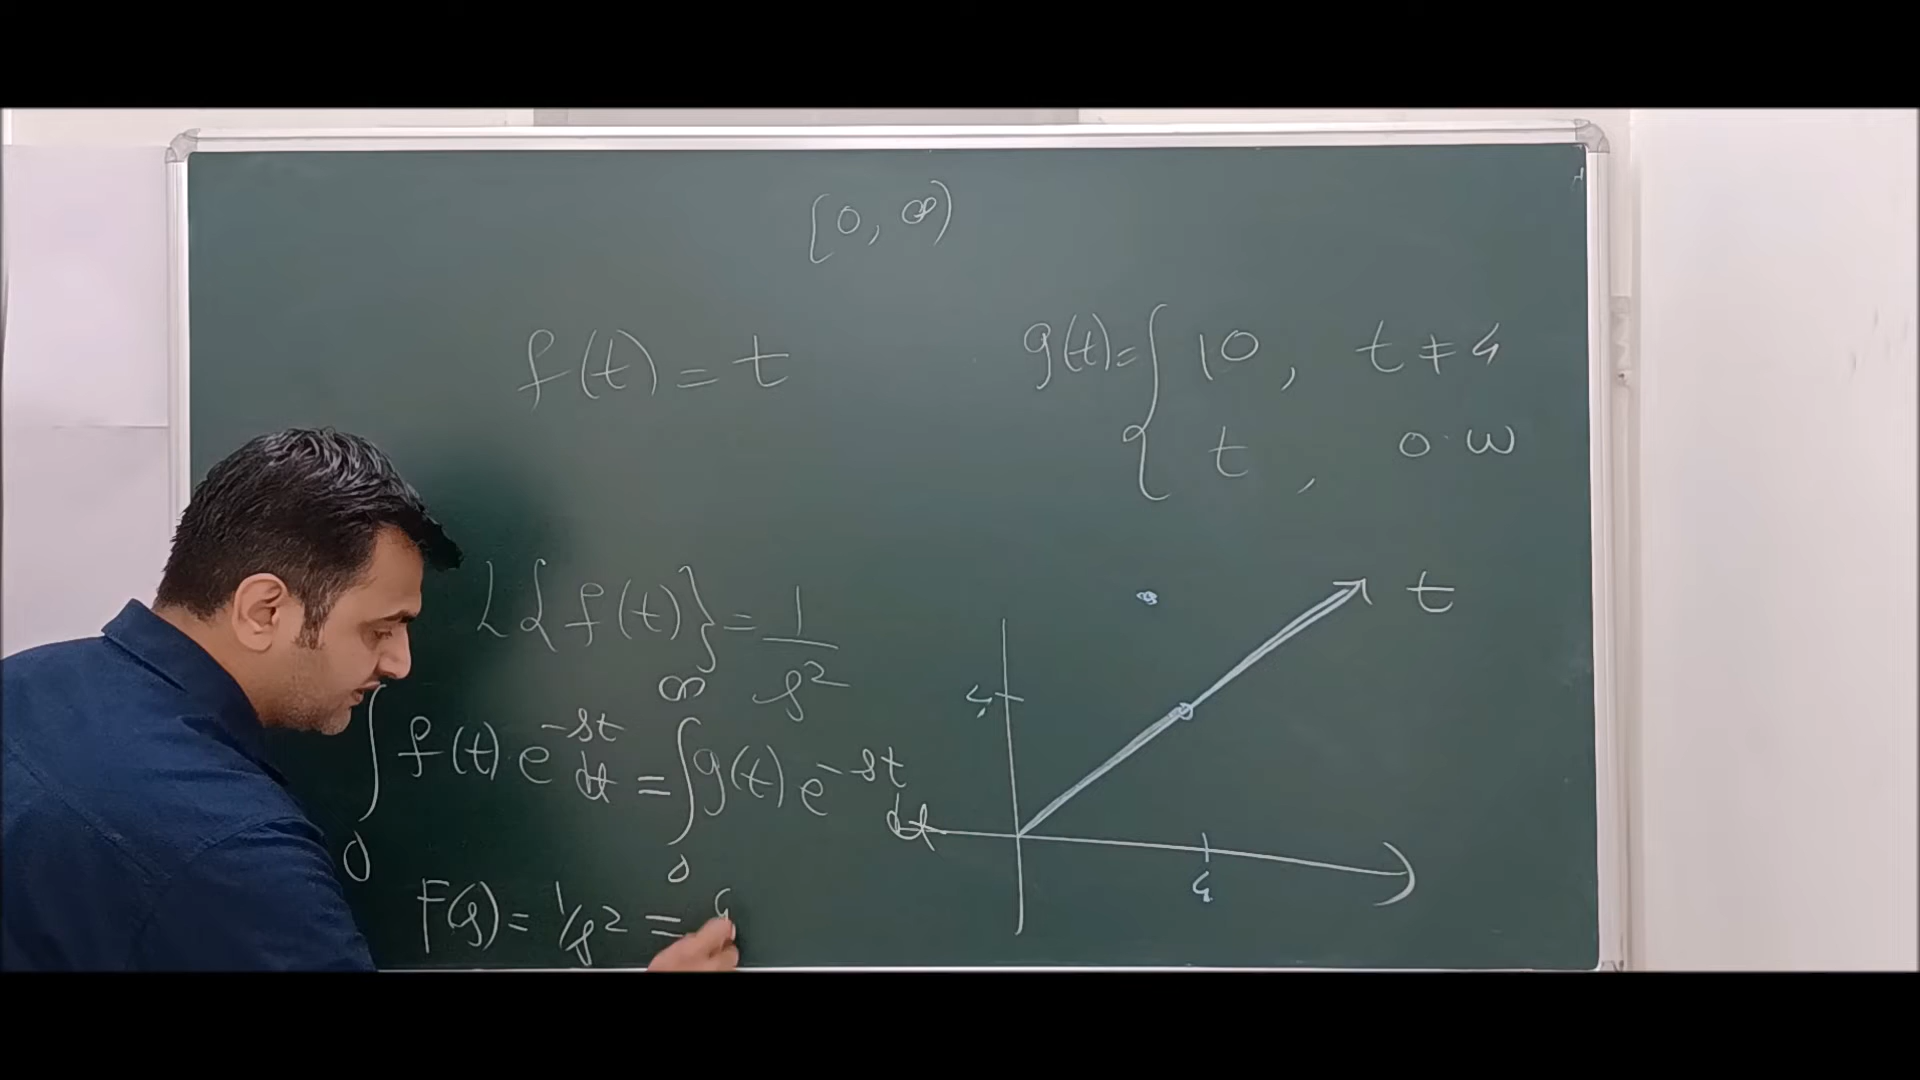 [0, ∞)
f(t) = t
g(t) = { 10, t ≠ 4
t, o.w
L{f(t)} = 1/s²
∫₀ f(t) e^-st dt = ∫₀^∞ g(t) e^-st dt
F(s) = 1/s² = G
t
4
4